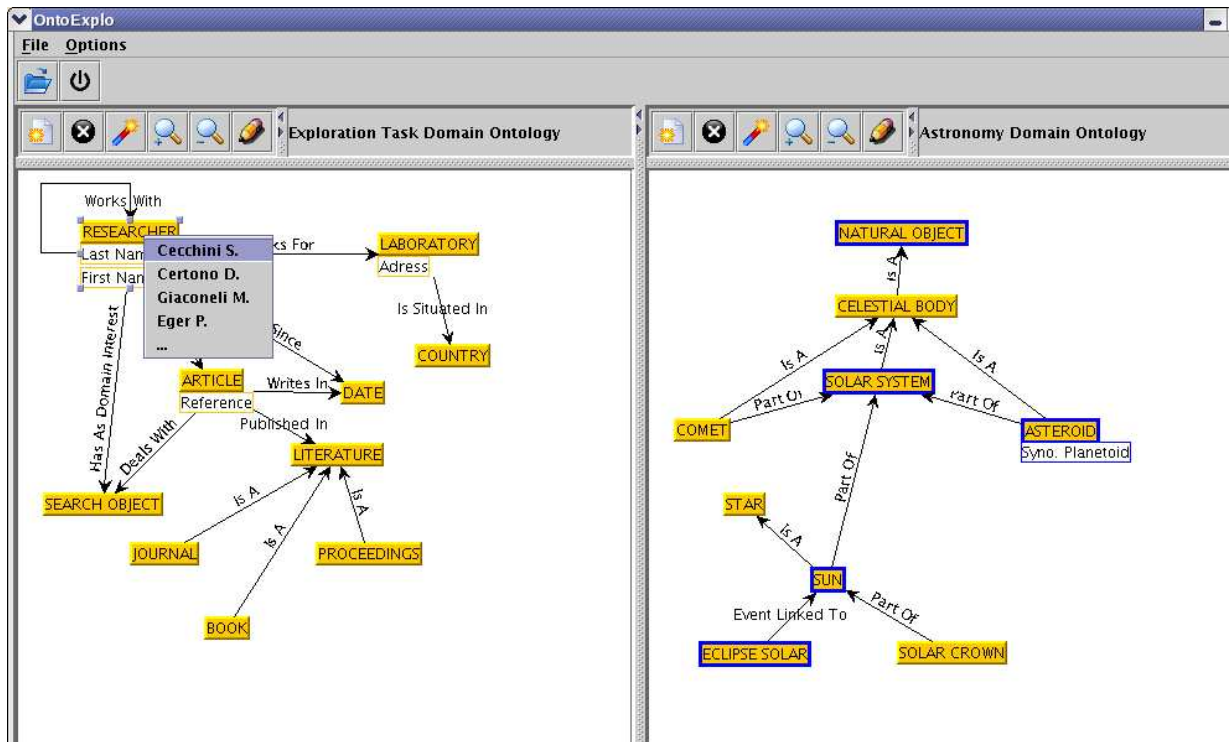 OntoExplo
File Options
Exploration Task Domain Ontology
Works With
RESEARCHER
Last Nam
First Nan
Cecchini S.
Certono D.
Giaconeli M.
Eger P.
...
ks For
LABORATORY
Adress
Is Situated In
COUNTRY
Since
ARTICLE
Reference
Writes In
DATE
Has As Domain Interest
Deals With
Published In
LITERATURE
SEARCH OBJECT
Is A
Is A
Is A
JOURNAL
PROCEEDINGS
BOOK
Astronomy Domain Ontology
NATURAL OBJECT
Is A
CELESTIAL BODY
Is A
Is A
Is A
SOLAR SYSTEM
Part Of
Part Of
COMET
ASTEROID
Syno. Planetoid
Part Of
STAR
Is A
SUN
Event Linked To
Part Of
ECLIPSE SOLAR
SOLAR CROWN